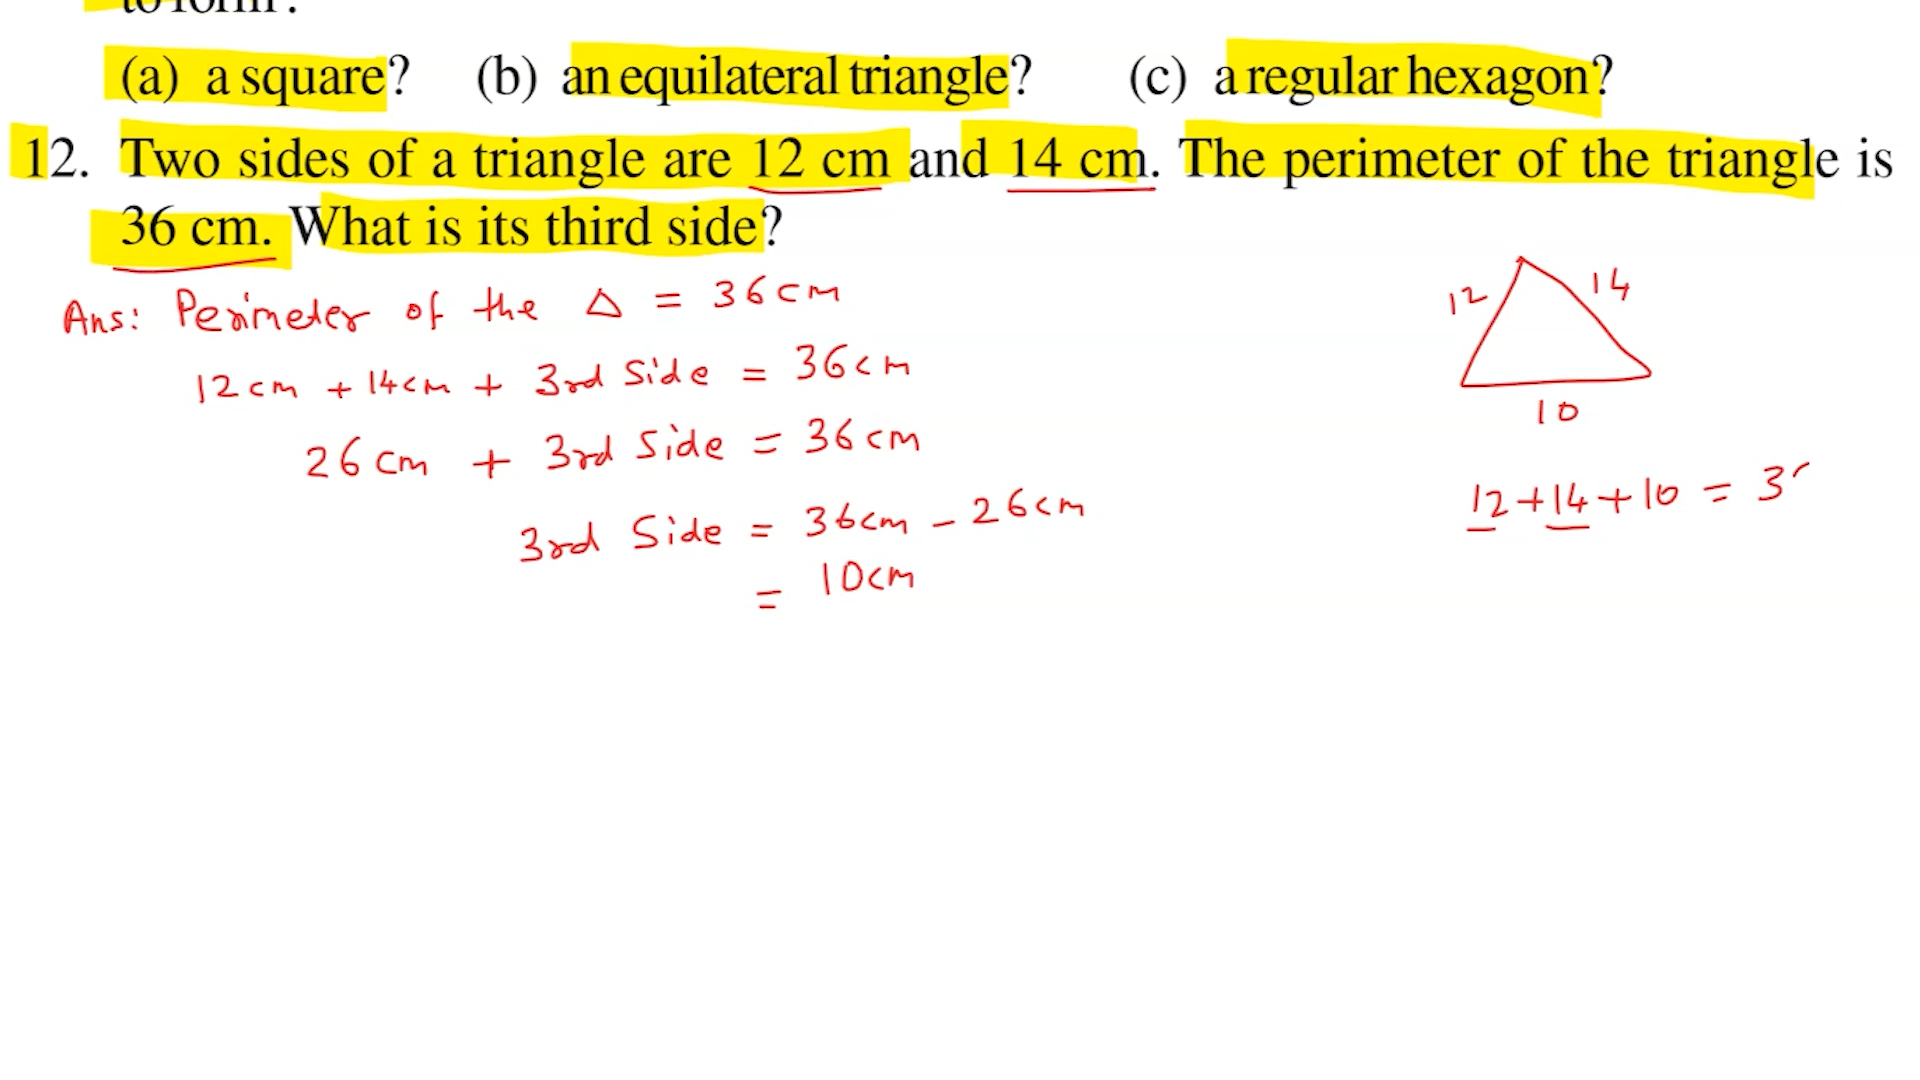 to form?
(a) a square? (b) an equilateral triangle? (c) a regular hexagon?
12. Two sides of a triangle are 12 cm and 14 cm. The perimeter of the triangle is
36 cm. What is its third side?
Ans: Perimeter of the Δ = 36cm
12cm + 14cm + 3rd Side = 36cm
26cm + 3rd Side = 36cm
3rd Side = 36cm - 26cm
= 10cm
12
14
10
12+14+10 = 3